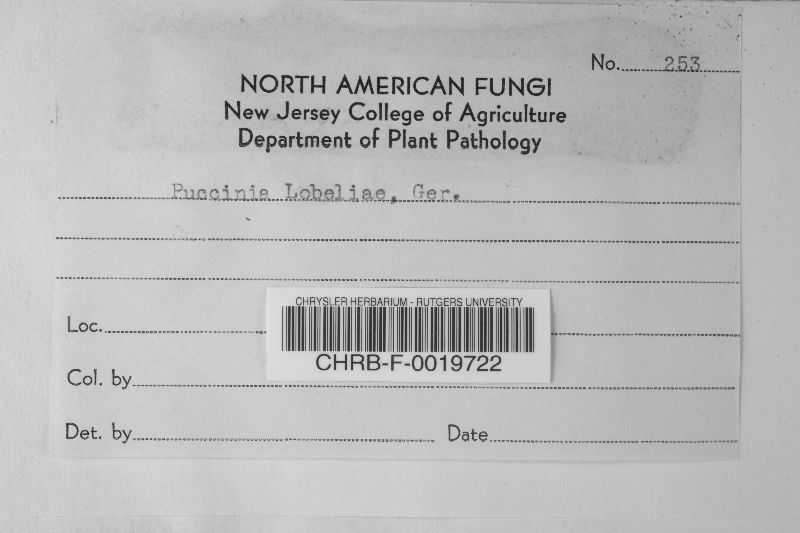 No. 253
NORTH AMERICAN FUNGI
New Jersey College of Agriculture
Department of Plant Pathology
Puccinia Lobeliae, Ger.
CHRYSLER HERBARIUM - RUTGERS UNIVERSITY
CHRB-F-0019722
Loc.
Col. by
Det. by Date